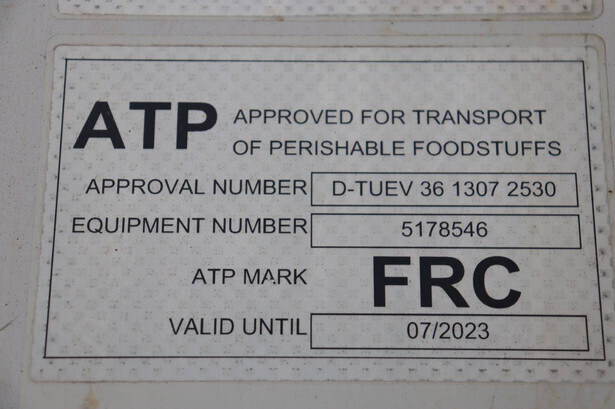 ATP APPROVED FOR TRANSPORT
OF PERISHABLE FOODSTUFFS
APPROVAL NUMBER D-TUEV 36 1307 2530
EQUIPMENT NUMBER 5178546
ATP MARK FRC
VALID UNTIL 07/2023